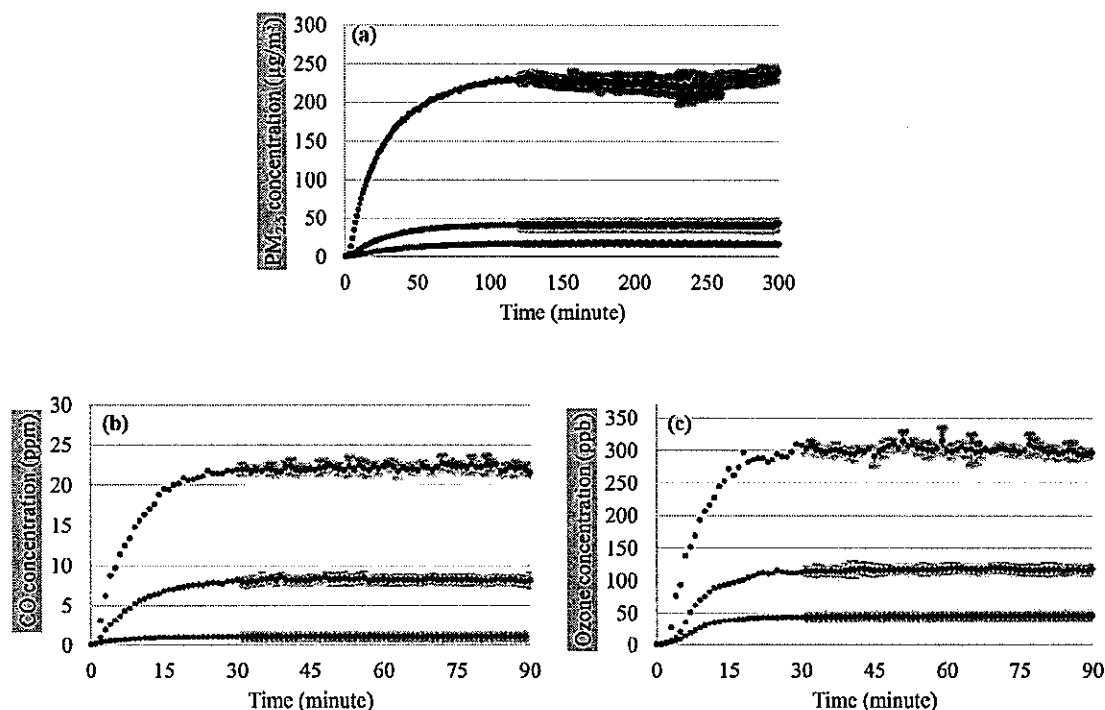 (a)
PM2.5 concentration (µg/m3)
300
250
200
150
100
50
0
0 50 100 150 200 250 300
Time (minute)
(b)
CO concentration (ppm)
30
25
20
15
10
5
0
0 15 30 45 60 75 90
Time (minute)
(c)
Ozone concentration (ppb)
350
300
250
200
150
100
50
0
0 15 30 45 60 75 90
Time (minute)